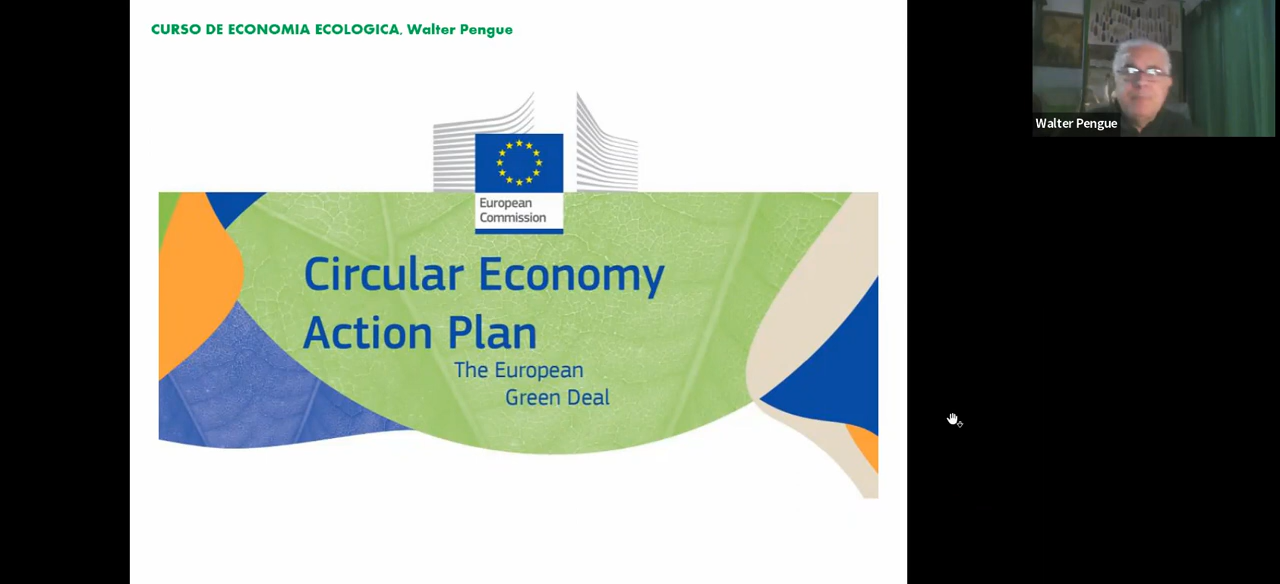 CURSO DE ECONOMIA ECOLOGICA, Walter Pengue
Walter Pengue
European
Commission
Circular Economy
Action Plan
The European
Green Deal